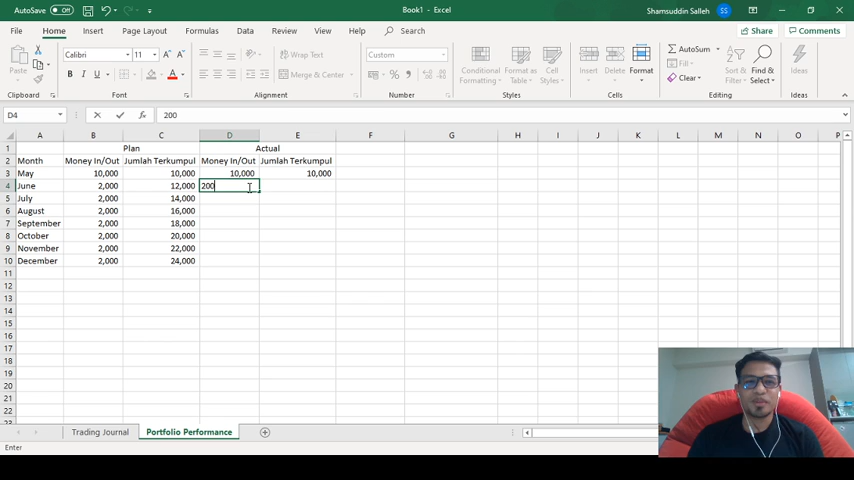 AutoSave Off Book1 - Excel Shamsuddin Salleh SS
File Home Insert Page Layout Formulas Data Review View Help Search Share Comments
Paste Calibri 11 Wrap Text Custom Conditional Formatting Format as Table Cell Styles Insert Delete Format AutoSum Fill Clear Sort & Filter Find & Select Ideas
B I U A Merge & Center $ %
Clipboard Font Alignment Number Styles Cells Editing Ideas
D4 200
A B C D E F G H I J K L M N O P
1 Plan Actual
2 Month Money In/Out Jumlah Terkumpul Money In/Out Jumlah Terkumpul
3 May 10,000 10,000 10,000 10,000
4 June 2,000 12,000 200
5 July 2,000 14,000
6 August 2,000 16,000
7 September 2,000 18,000
8 October 2,000 20,000
9 November 2,000 22,000
10 December 2,000 24,000
11
12
13
14
15
16
17
18
19
20
21
22
23
Trading Journal Portfolio Performance
Enter